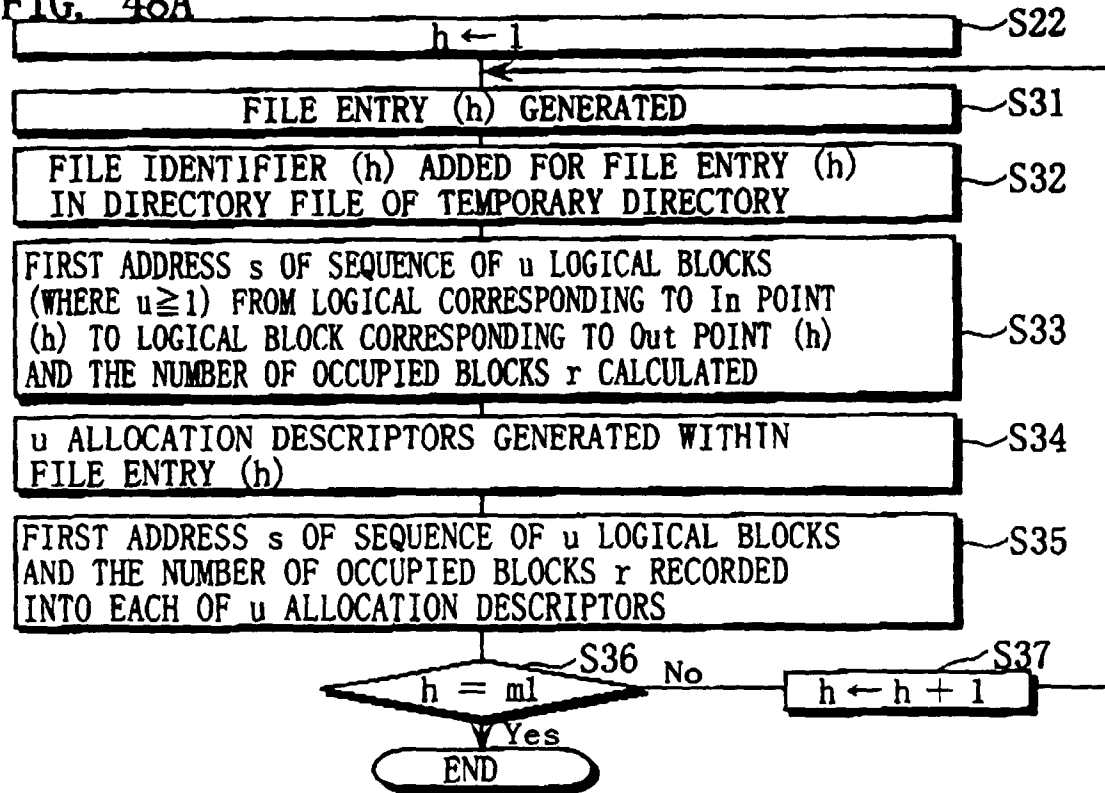 FIG. 48A
h ← 1
S22
FILE ENTRY (h) GENERATED
S31
FILE IDENTIFIER (h) ADDED FOR FILE ENTRY (h)
IN DIRECTORY FILE OF TEMPORARY DIRECTORY
S32
FIRST ADDRESS s OF SEQUENCE OF u LOGICAL BLOCKS
(WHERE u≧1) FROM LOGICAL CORRESPONDING TO In POINT
(h) TO LOGICAL BLOCK CORRESPONDING TO Out POINT (h)
AND THE NUMBER OF OCCUPIED BLOCKS r CALCULATED
S33
u ALLOCATION DESCRIPTORS GENERATED WITHIN
FILE ENTRY (h)
S34
FIRST ADDRESS s OF SEQUENCE OF u LOGICAL BLOCKS
AND THE NUMBER OF OCCUPIED BLOCKS r RECORDED
INTO EACH OF u ALLOCATION DESCRIPTORS
S35
h = m1
S36
No
h ← h + 1
S37
Yes
END